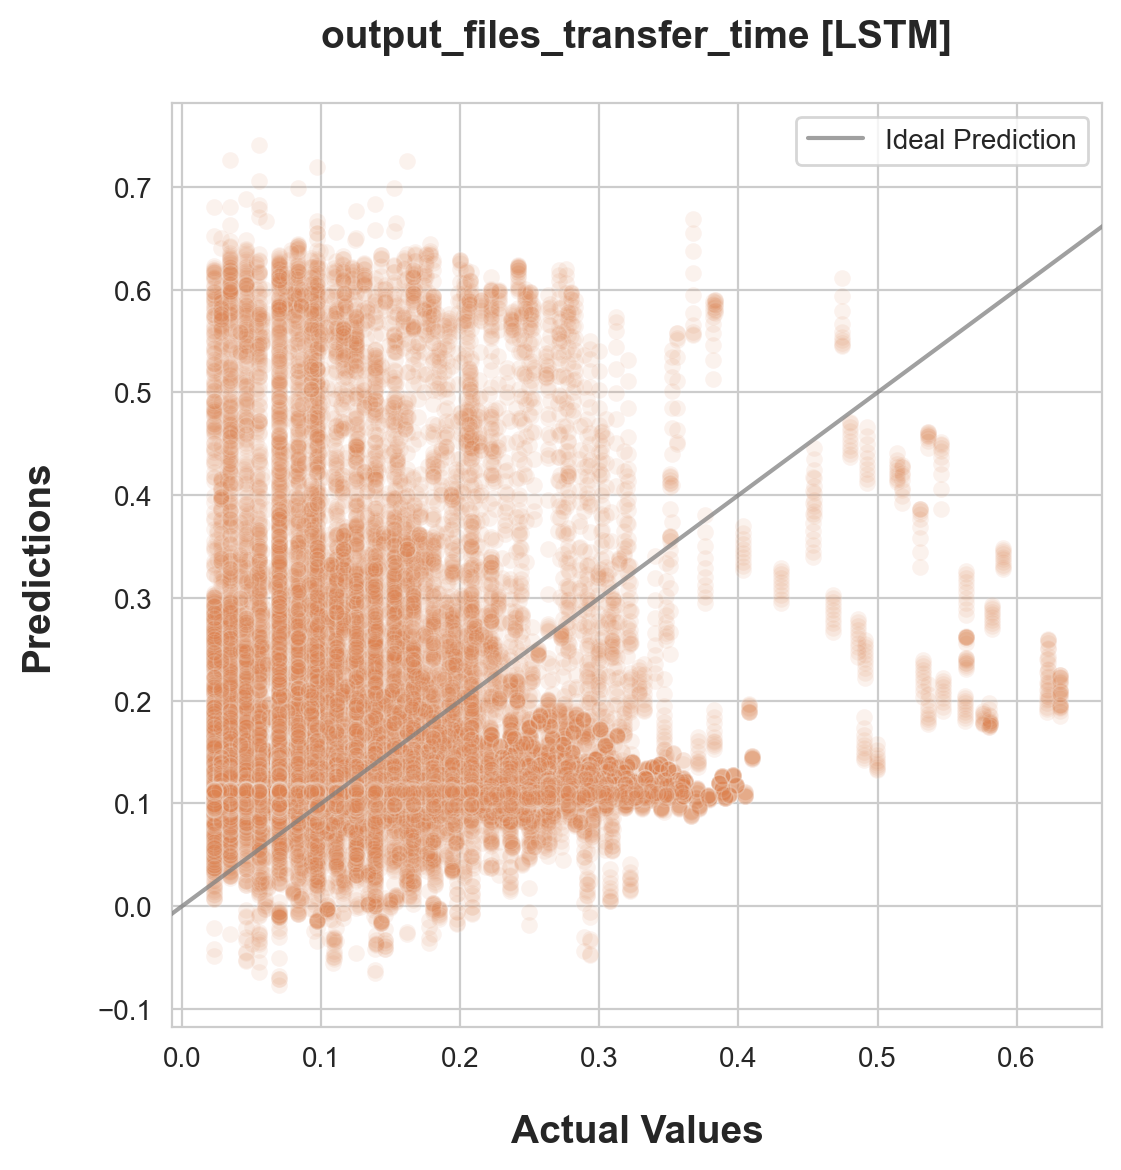 output_files_transfer_time [LSTM]
Ideal Prediction
Predictions
0.7
0.6
0.5
0.4
0.3
0.2
0.1
0.0
−0.1
0.0 0.1 0.2 0.3 0.4 0.5 0.6
Actual Values